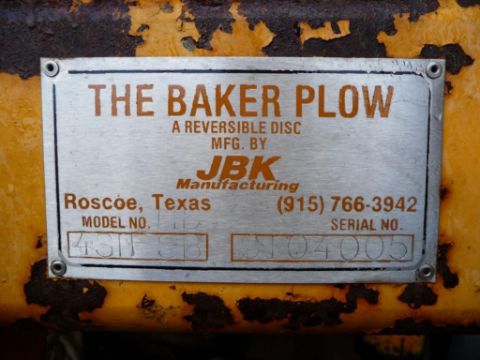 THE BAKER PLOW
A REVERSIBLE DISC
MFG. BY
JBK
Manufacturing
Roscoe, Texas (915) 766-3942
MODEL NO. SERIAL NO.